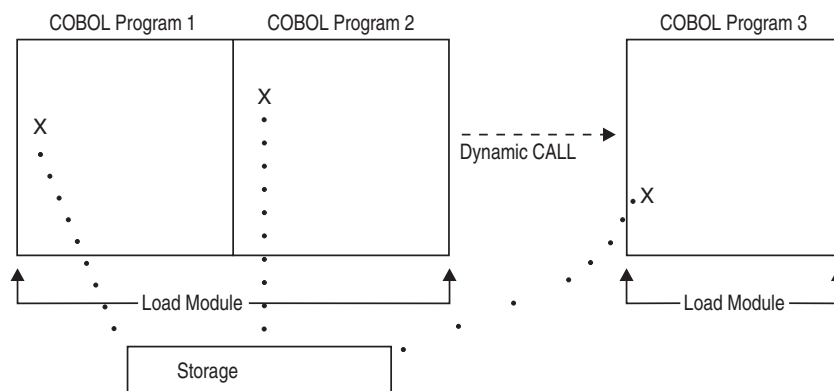 COBOL Program 1
COBOL Program 2
COBOL Program 3
X
X
Dynamic CALL
X
Load Module
Load Module
Storage